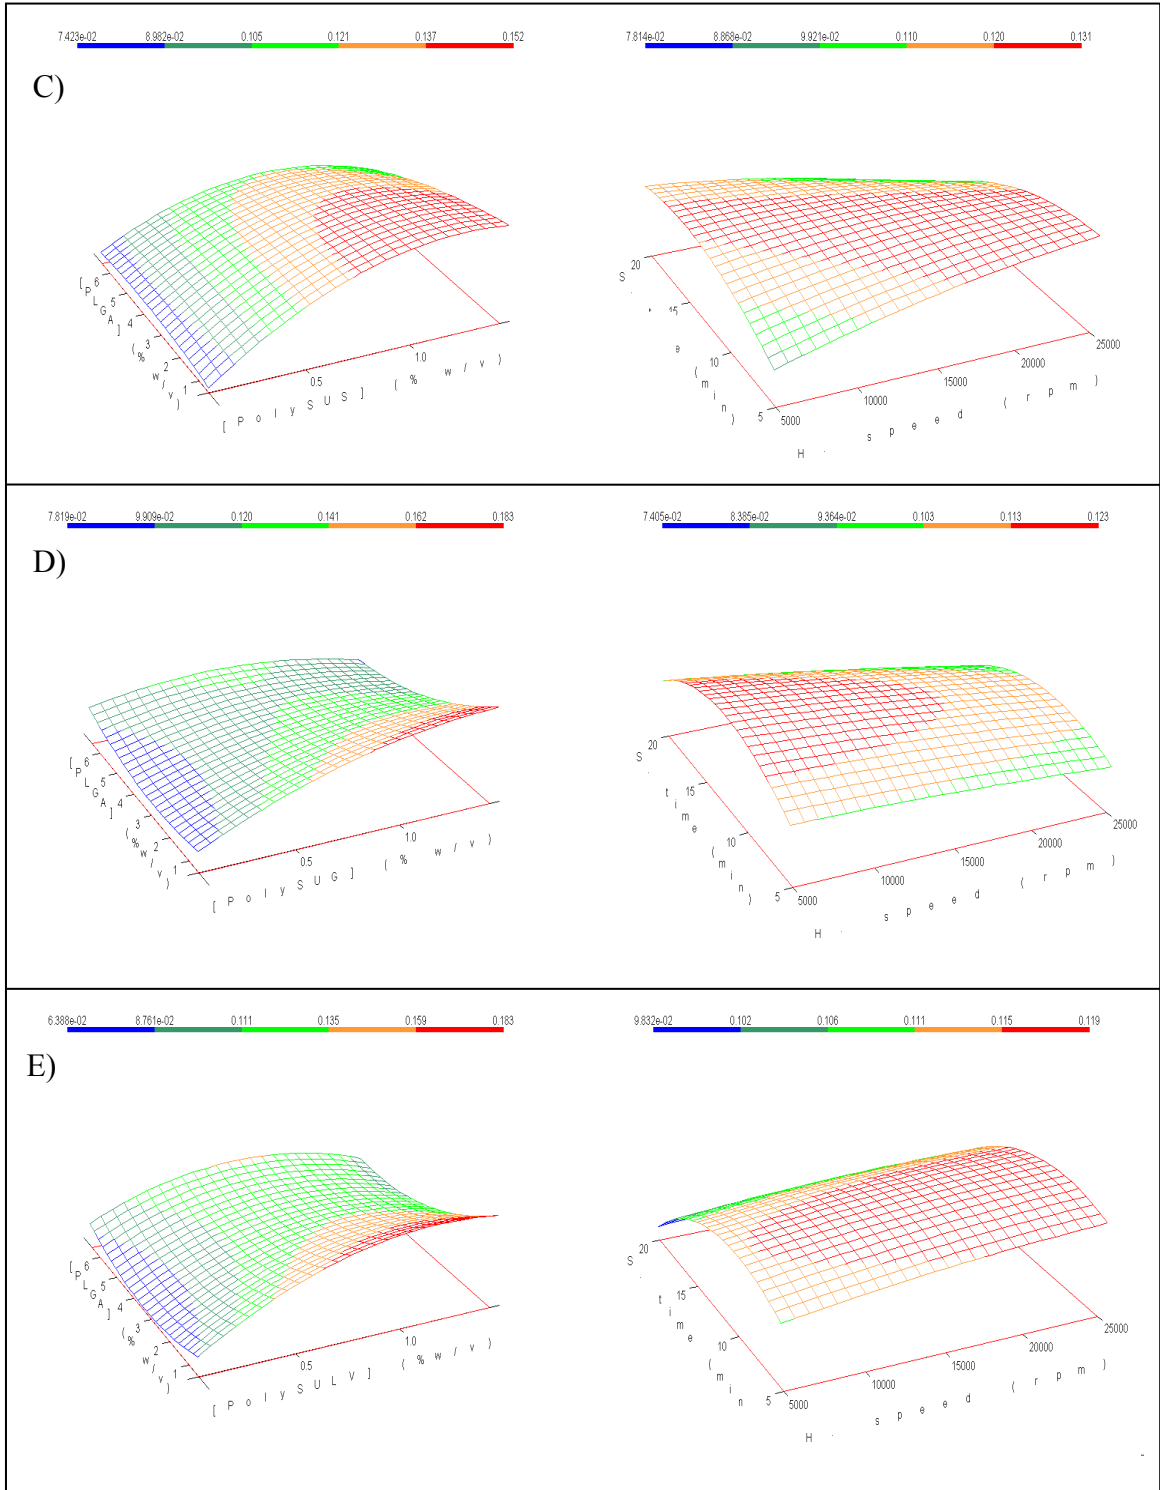 7.423e-02 8.982e-02 0.105 0.121 0.137 0.152
7.814e-02 8.868e-02 9.921e-02 0.110 0.120 0.131
C)
[PLGA] (% w/v)
6 5 4 3 2 1
[PolySUS] (% w/v)
0.5 1.0
S. e (min)
20 15 10 5
H. speed (rpm)
5000 10000 15000 20000 25000
7.819e-02 9.909e-02 0.120 0.141 0.162 0.183
7.405e-02 8.385e-02 9.364e-02 0.103 0.113 0.123
D)
[PLGA] (%w/v)
6 5 4 3 2 1
[PolySUG] (% w/v)
0.5 1.0
S. time (min)
20 15 10 5
H. speed (rpm)
5000 10000 15000 20000 25000
6.388e-02 8.761e-02 0.111 0.135 0.159 0.183
9.832e-02 0.102 0.106 0.111 0.115 0.119
E)
[PLGA] (% w/v)
6 5 4 3 2 1
[PolySULV] (% w/v)
0.5 1.0
S. time (min
20 15 10 5
H. speed (rpm)
5000 10000 15000 20000 25000